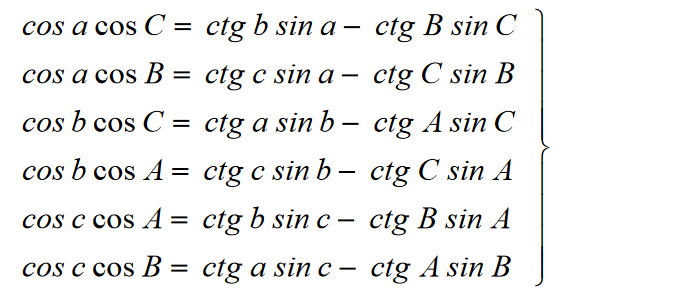 cos a cos C = ctg b sin a – ctg B sin C
cos a cos B = ctg c sin a – ctg C sin B
cos b cos C = ctg a sin b – ctg A sin C
cos b cos A = ctg c sin b – ctg C sin A
cos c cos A = ctg b sin c – ctg B sin A
cos c cos B = ctg a sin c – ctg A sin B